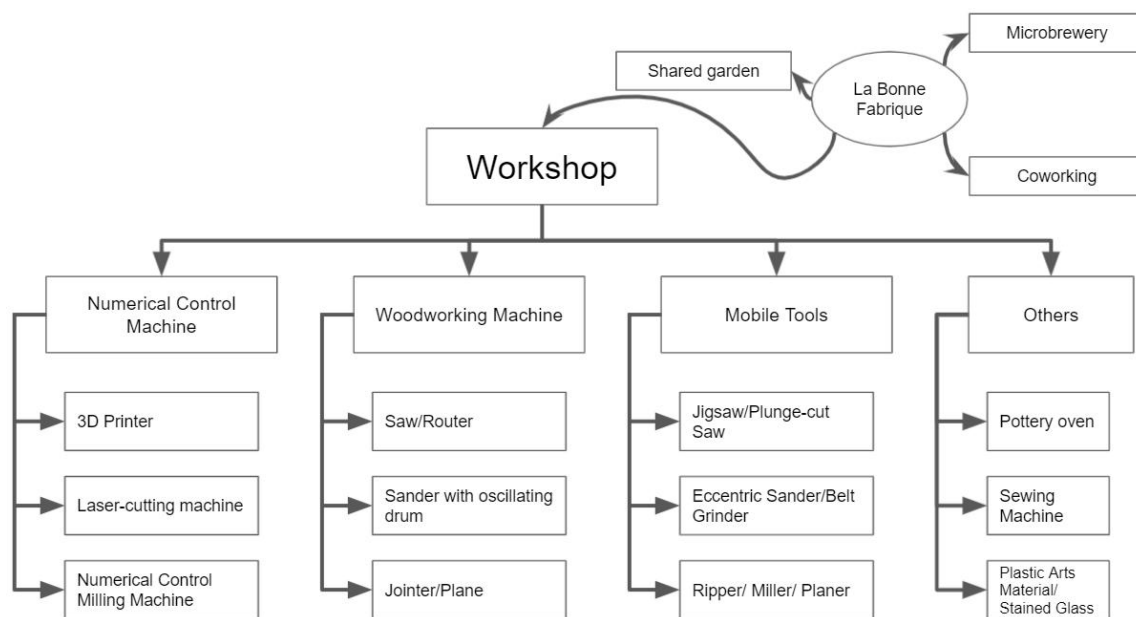 Microbrewery
Shared garden
La Bonne
Fabrique
Workshop
Coworking
Numerical Control
Machine
Woodworking Machine
Mobile Tools
Others
3D Printer
Saw/Router
Jigsaw/Plunge-cut
Saw
Pottery oven
Laser-cutting machine
Sander with oscillating
drum
Eccentric Sander/Belt
Grinder
Sewing
Machine
Numerical Control
Milling Machine
Jointer/Plane
Ripper/ Miller/ Planer
Plastic Arts
Material/
Stained Glass